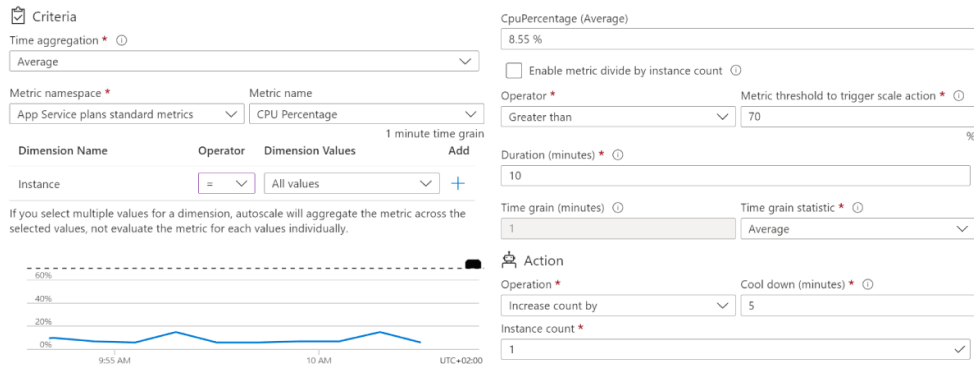 Criteria
Time aggregation *
Average
Metric namespace * Metric name
App Service plans standard metrics CPU Percentage
1 minute time grain
Dimension Name Operator Dimension Values Add
Instance = All values +
If you select multiple values for a dimension, autoscale will aggregate the metric across the
selected values, not evaluate the metric for each values individually.
60%
40%
20%
0%
9:55 AM 10 AM UTC+02:00
CpuPercentage (Average)
8.55 %
Enable metric divide by instance count
Operator * Metric threshold to trigger scale action *
Greater than 70
%
Duration (minutes) *
10
Time grain (minutes) Time grain statistic *
1 Average
Action
Operation * Cool down (minutes) *
Increase count by 5
Instance count *
1